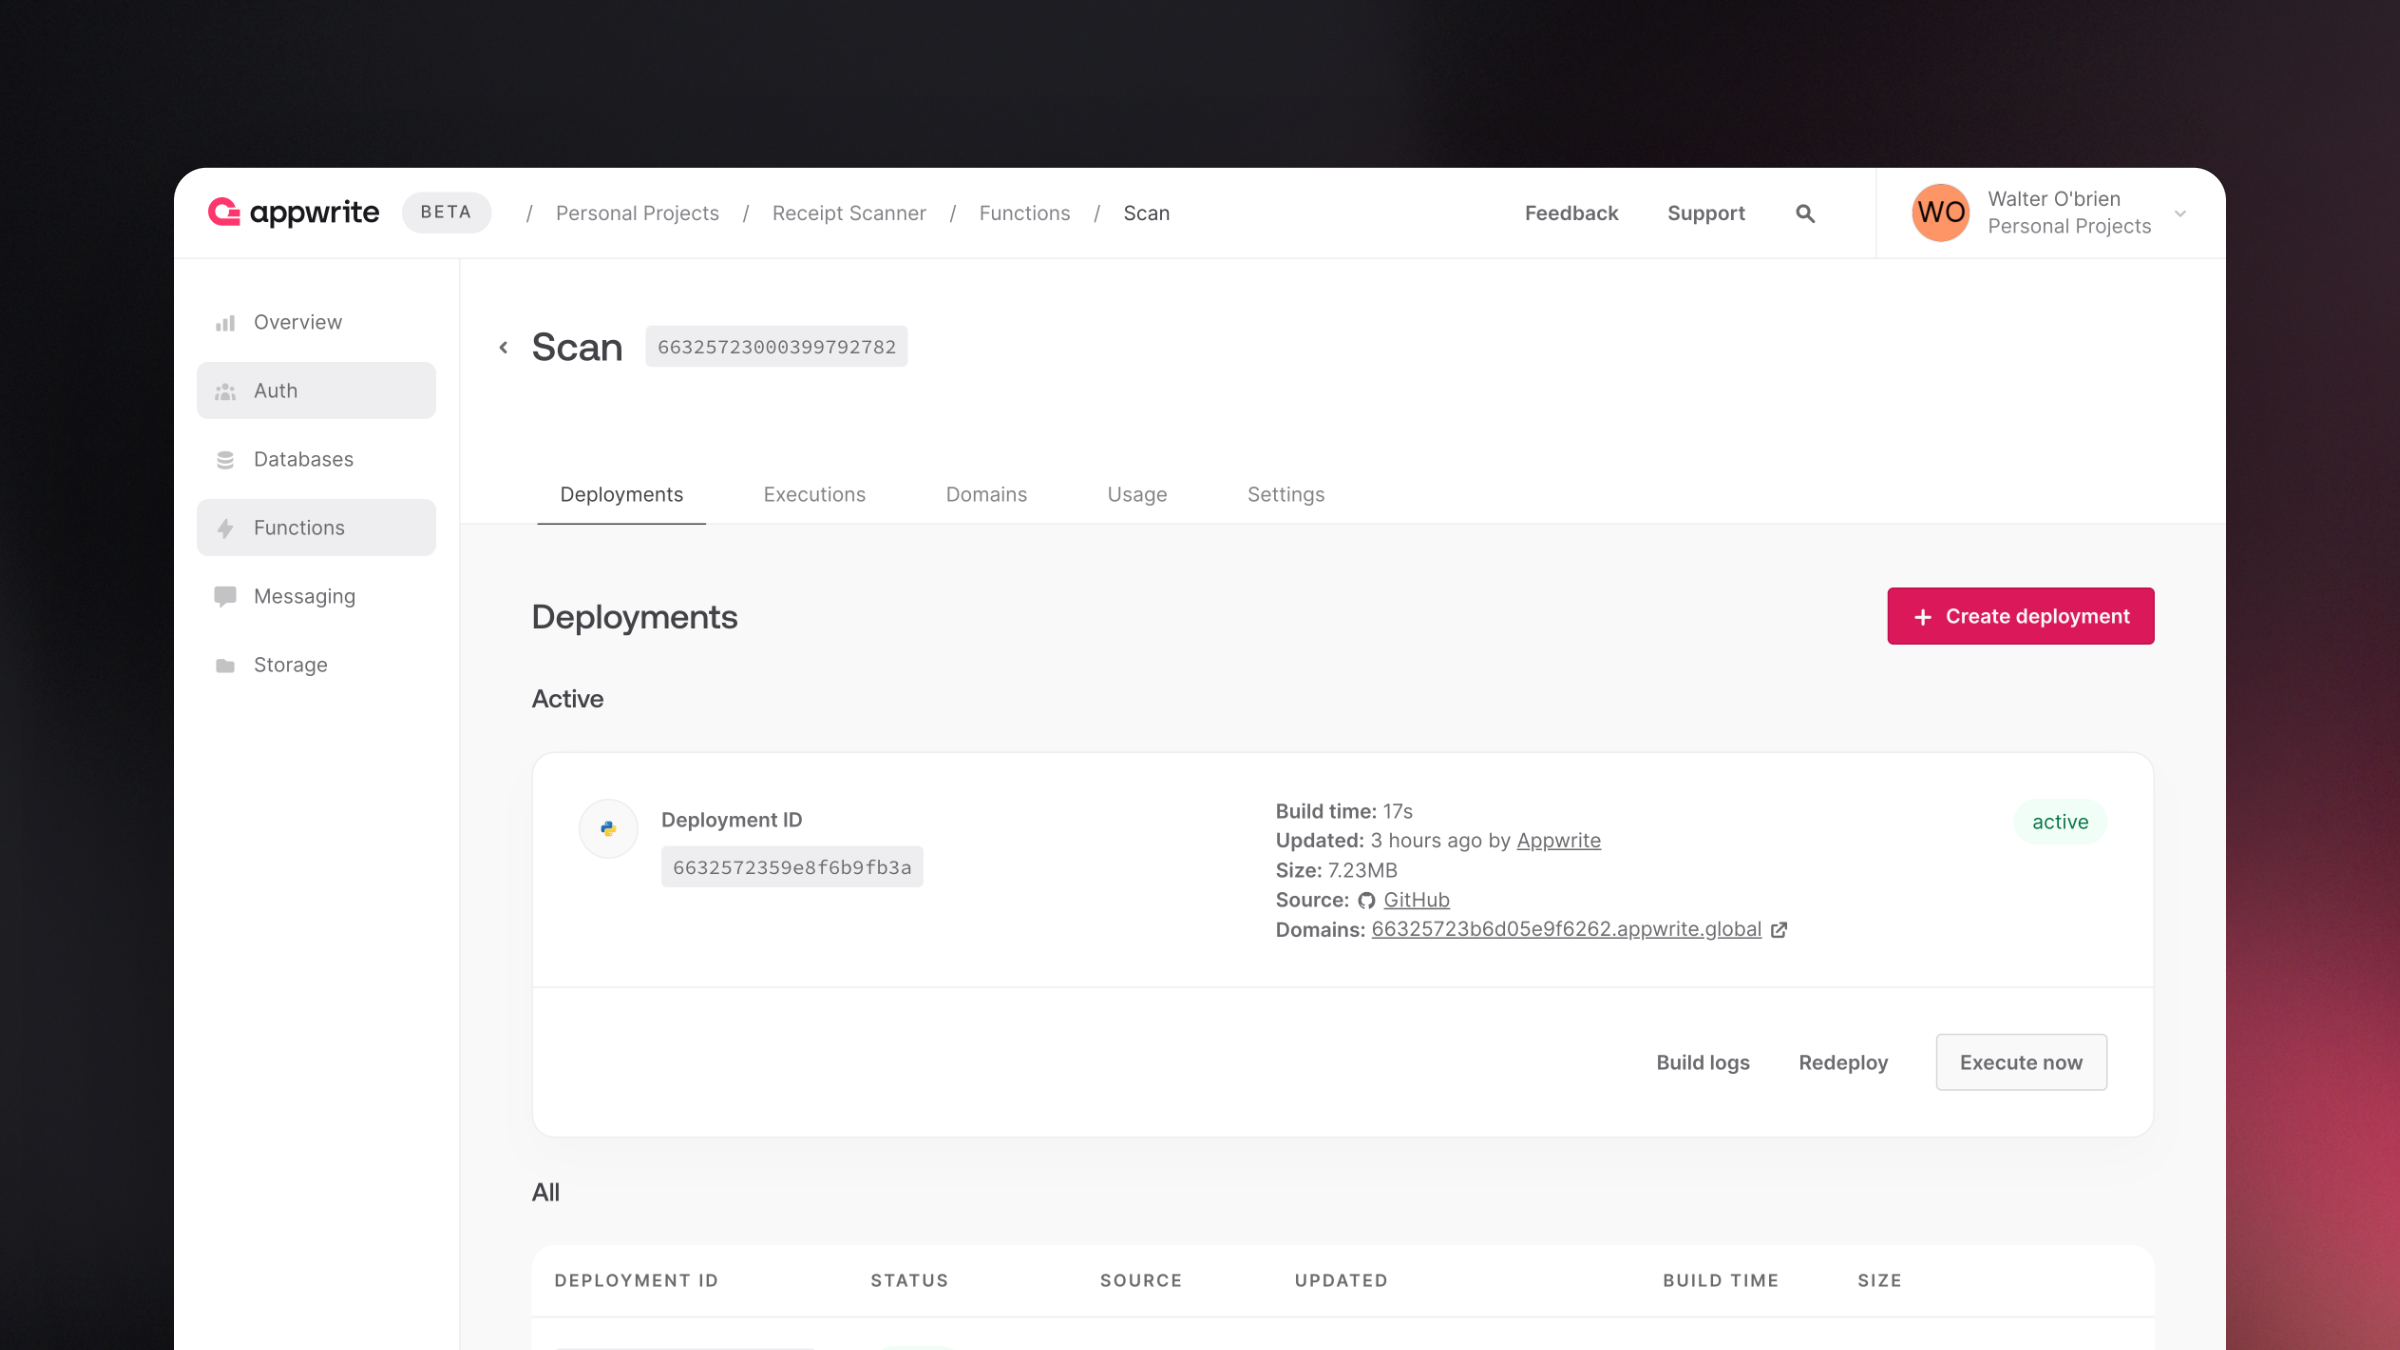 appwrite BETA / Personal Projects / Receipt Scanner / Functions / Scan Feedback Support WO Walter O'brien
Personal Projects
Overview
Auth
Databases
Functions
Messaging
Storage
Scan 66325723000399792782
Deployments Executions Domains Usage Settings
Deployments + Create deployment
Active
Deployment ID
6632572359e8f6b9fb3a
Build time: 17s
Updated: 3 hours ago by Appwrite
Size: 7.23MB
Source: GitHub
Domains: 66325723b6d05e9f6262.appwrite.global
active
Build logs Redeploy Execute now
All
DEPLOYMENT ID STATUS SOURCE UPDATED BUILD TIME SIZE